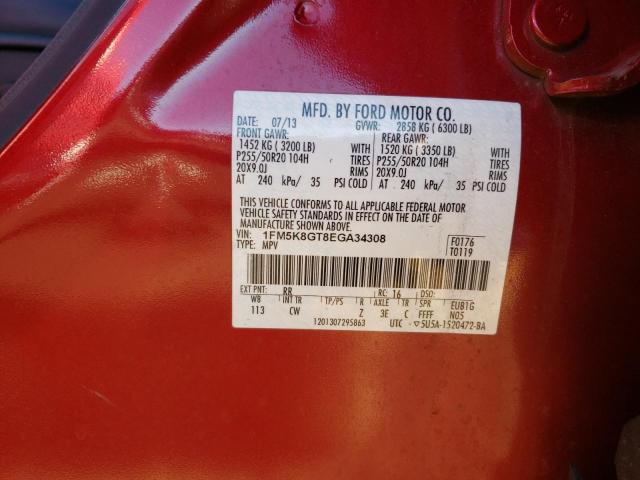 MFD. BY FORD MOTOR CO.
DATE: 07/13 GVWR: 2858 KG ( 6300 LB)
FRONT GAWR: REAR GAWR:
1452 KG ( 3200 LB) WITH 1520 KG ( 3350 LB) WITH
P255/50R20 104H TIRES P255/50R20 104H TIRES
20X9.0J RIMS 20X9.0J RIMS
AT 240 kPa/ 35 PSI COLD AT 240 kPa/ 35 PSI COLD
THIS VEHICLE CONFORMS TO ALL APPLICABLE FEDERAL MOTOR
VEHICLE SAFETY STANDARDS IN EFFECT ON THE DATE OF
MANUFACTURE SHOWN ABOVE.
VIN: 1FM5K8GT8EGA34308 F0176
TYPE: MPV T0119
EXT PNT: RR RC: 16 DSO:
WB INT TR TP/PS R AXLE TR SPR EUB1G
113 CW Z 3E C FFFF N05
1201307295863 UTC ▽5U5A-1520472-BA